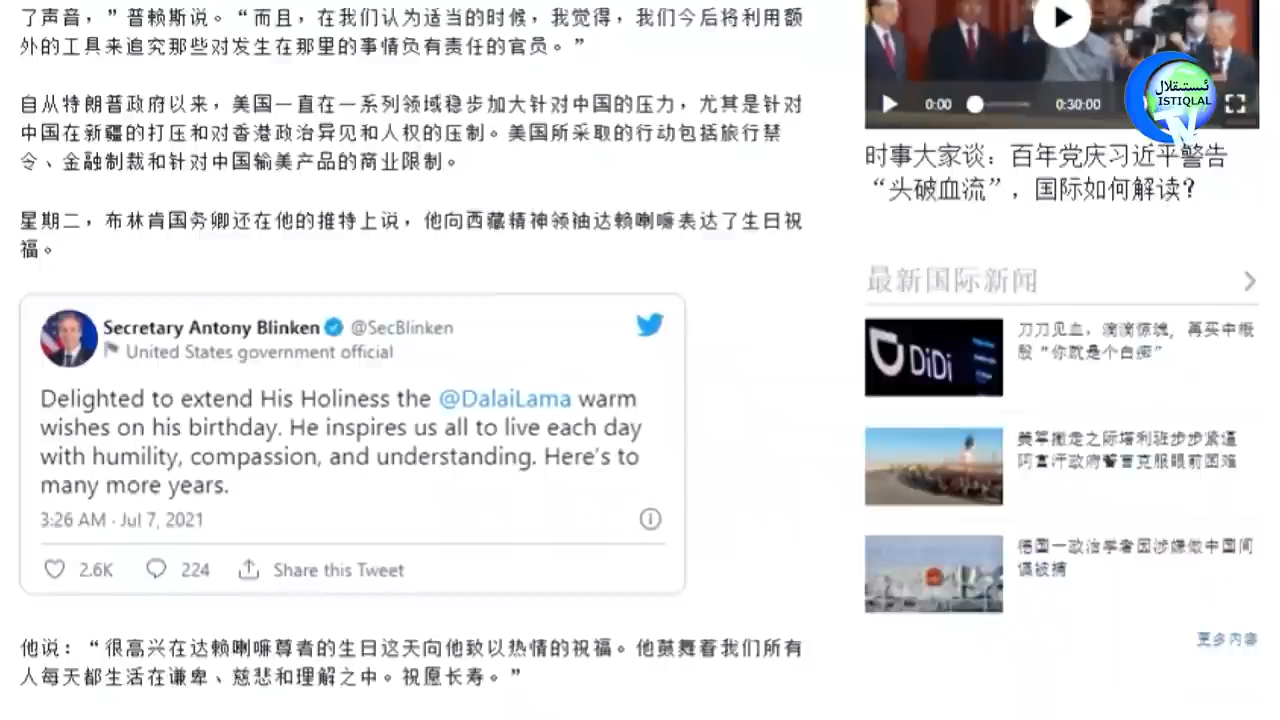 了声音，”普赖斯说。“而且，在我们认为适当的时候，我觉得，我们今后将利用额
外的工具来追究那些对发生在那里的事情负有责任的官员。”
自从特朗普政府以来，美国一直在一系列领域稳步加大针对中国的压力，尤其是针对
中国在新疆的打压和对香港政治异见和人权的压制。美国所采取的行动包括旅行禁
令、金融制裁和针对中国输美产品的商业限制。
星期二，布林肯国务卿还在他的推特上说，他向西藏精神领袖达赖喇嘛表达了生日祝
福。
Secretary Antony Blinken @SecBlinken
United States government official
Delighted to extend His Holiness the @DalaiLama warm
wishes on his birthday. He inspires us all to live each day
with humility, compassion, and understanding. Here's to
many more years.
3:26 AM · Jul 7, 2021
2.6K 224 Share this Tweet
他说：“很高兴在达赖喇嘛尊者的生日这天向他致以热情的祝福。他鼓舞着我们所有
人每天都生活在谦卑、慈悲和理解之中。祝愿长寿。”
0:00 0:30:00
ئىستىقلال
ISTIQLAL
TV
时事大家谈：百年党庆习近平警告
“头破血流”，国际如何解读？
最新国际新闻
DiDi
刀刀见血，滴滴惊魂，再买中概
股“你就是个白痴”
美军撤走之际塔利班步步紧逼
阿富汗政府誓言克服眼前困难
德国一政治学者因涉嫌做中国间
谍被捕
更多内容